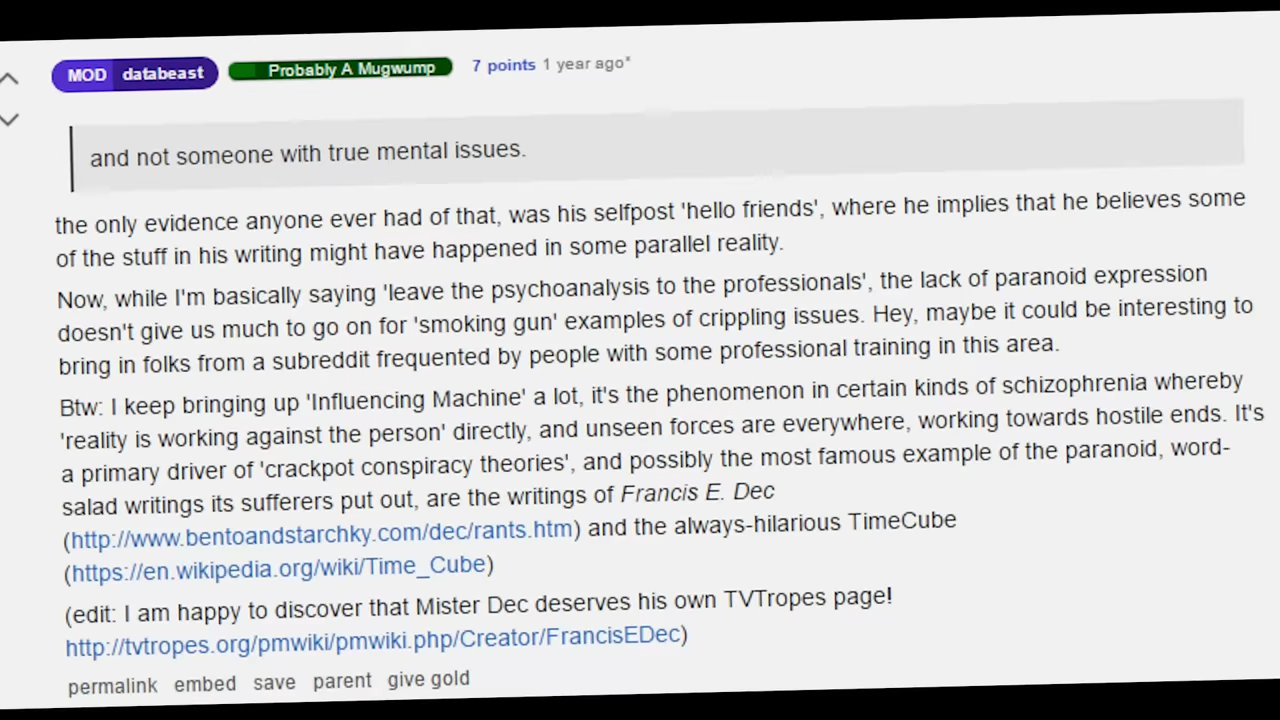 MOD databeast Probably A Mugwump 7 points 1 year ago*
and not someone with true mental issues.
the only evidence anyone ever had of that, was his selfpost 'hello friends', where he implies that he believes some
of the stuff in his writing might have happened in some parallel reality.
Now, while I'm basically saying 'leave the psychoanalysis to the professionals', the lack of paranoid expression
doesn't give us much to go on for 'smoking gun' examples of crippling issues. Hey, maybe it could be interesting to
bring in folks from a subreddit frequented by people with some professional training in this area.
Btw: I keep bringing up 'Influencing Machine' a lot, it's the phenomenon in certain kinds of schizophrenia whereby
'reality is working against the person' directly, and unseen forces are everywhere, working towards hostile ends. It's
a primary driver of 'crackpot conspiracy theories', and possibly the most famous example of the paranoid, word-
salad writings its sufferers put out, are the writings of Francis E. Dec
(http://www.bentoandstarchky.com/dec/rants.htm) and the always-hilarious TimeCube
(https://en.wikipedia.org/wiki/Time_Cube)
(edit: I am happy to discover that Mister Dec deserves his own TVTropes page!
http://tvtropes.org/pmwiki/pmwiki.php/Creator/FrancisEDec)
permalink embed save parent give gold